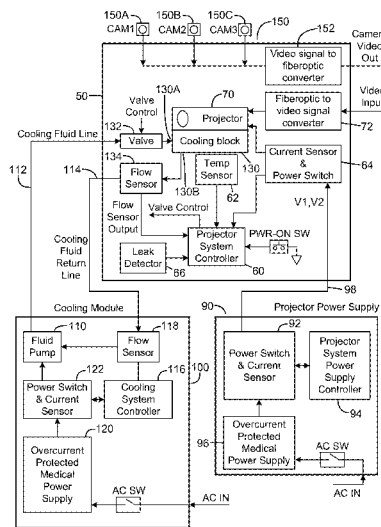 150A
150B
150C
150
CAM1
CAM2
CAM3
152
Camera
Video
Out
Video signal to
fiberoptic
converter
50
70
Video
Input
Valve
Control
130A
Projector
Fiberoptic to
video signal
converter
72
Cooling Fluid Line
132
Valve
Cooling block
114
134
130
112
Flow
Sensor
130B
Temp
Sensor
Current Sensor
&
Power Switch
64
Flow
Sensor
Output
Valve Control
62
V1,V2
Cooling
Fluid
Return
Line
Projector
System
Controller
PWR-ON SW
Leak
Detector
66
60
98
Cooling Module
90
Projector Power Supply
110
118
92
Fluid
Pump
Flow
Sensor
100
122
116
Power Switch
& Current
Sensor
Cooling
System
Controller
Power Switch
& Current
Sensor
Projector
System
Power
Supply
Controller
94
120
96
Overcurrent
Protected
Medical
Power
Supply
AC SW
AC IN
Overcurrent
Protected
Medical
Power Supply
AC SW
AC IN